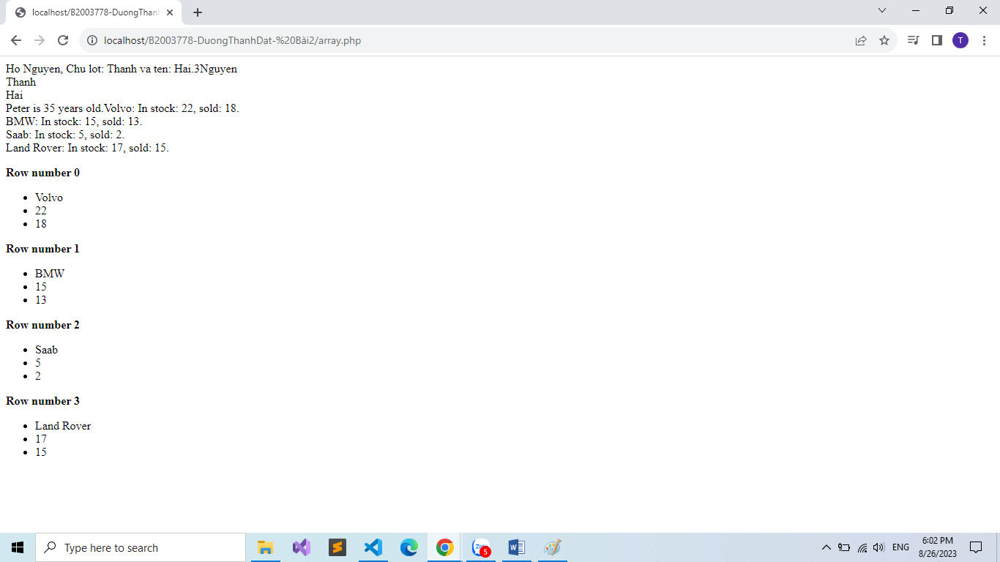 localhost/B2003778-DuongThanh
localhost/B2003778-DuongThanhDat-%20Bài2/array.php
T
Ho Nguyen, Chu lot: Thanh va ten: Hai.3Nguyen
Thanh
Hai
Peter is 35 years old.Volvo: In stock: 22, sold: 18.
BMW: In stock: 15, sold: 13.
Saab: In stock: 5, sold: 2.
Land Rover: In stock: 17, sold: 15.
Row number 0
Volvo
22
18
Row number 1
BMW
15
13
Row number 2
Saab
5
2
Row number 3
Land Rover
17
15
Type here to search
5
ENG
6:02 PM
8/26/2023